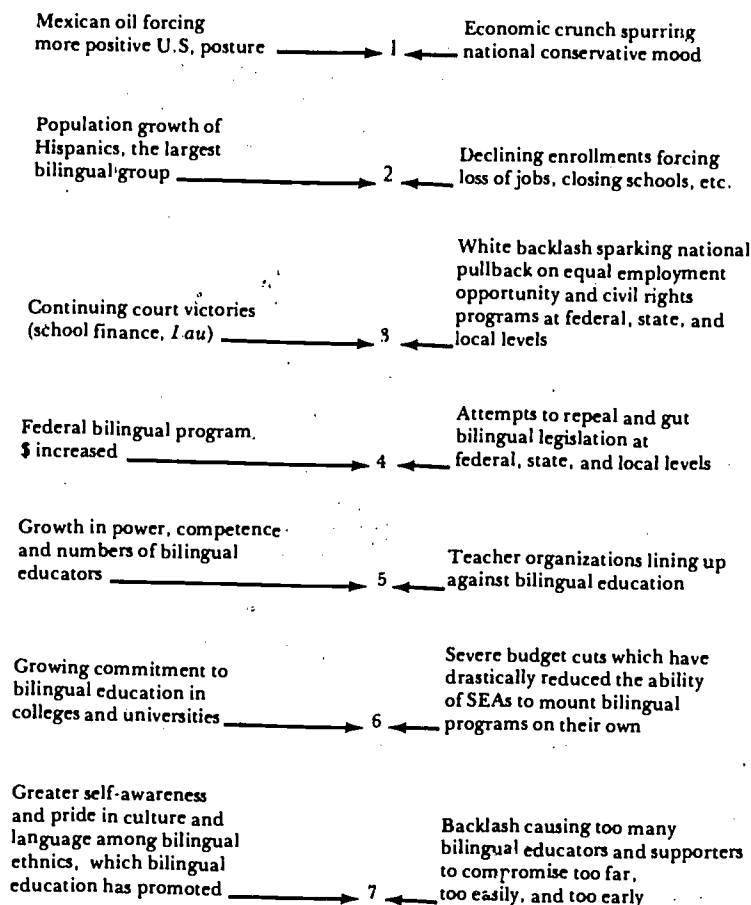 Mexican oil forcing
more positive U.S, posture
1
Economic crunch spurring
national conservative mood
Population growth of
Hispanics, the largest
bilingual group
2
Declining enrollments forcing
loss of jobs, closing schools, etc.
Continuing court victories
(school finance, Lau)
3
White backlash sparking national
pullback on equal employment
opportunity and civil rights
programs at federal, state, and
local levels
Federal bilingual program.
$ increased
4
Attempts to repeal and gut
bilingual legislation at
federal, state, and local levels
Growth in power, competence
and numbers of bilingual
educators
5
Teacher organizations lining up
against bilingual education
Growing commitment to
bilingual education in
colleges and universities
6
Severe budget cuts which have
drastically reduced the ability
of SEAs to mount bilingual
programs on their own
Greater self-awareness
and pride in culture and
language among bilingual
ethnics, which bilingual
education has promoted
7
Backlash causing too many
bilingual educators and supporters
to compromise too far,
too easily, and too early